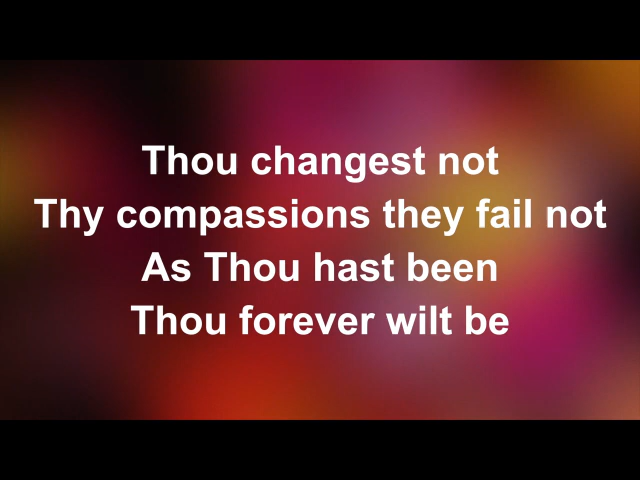 Thou changest not
Thy compassions they fail not
As Thou hast been
Thou forever wilt be